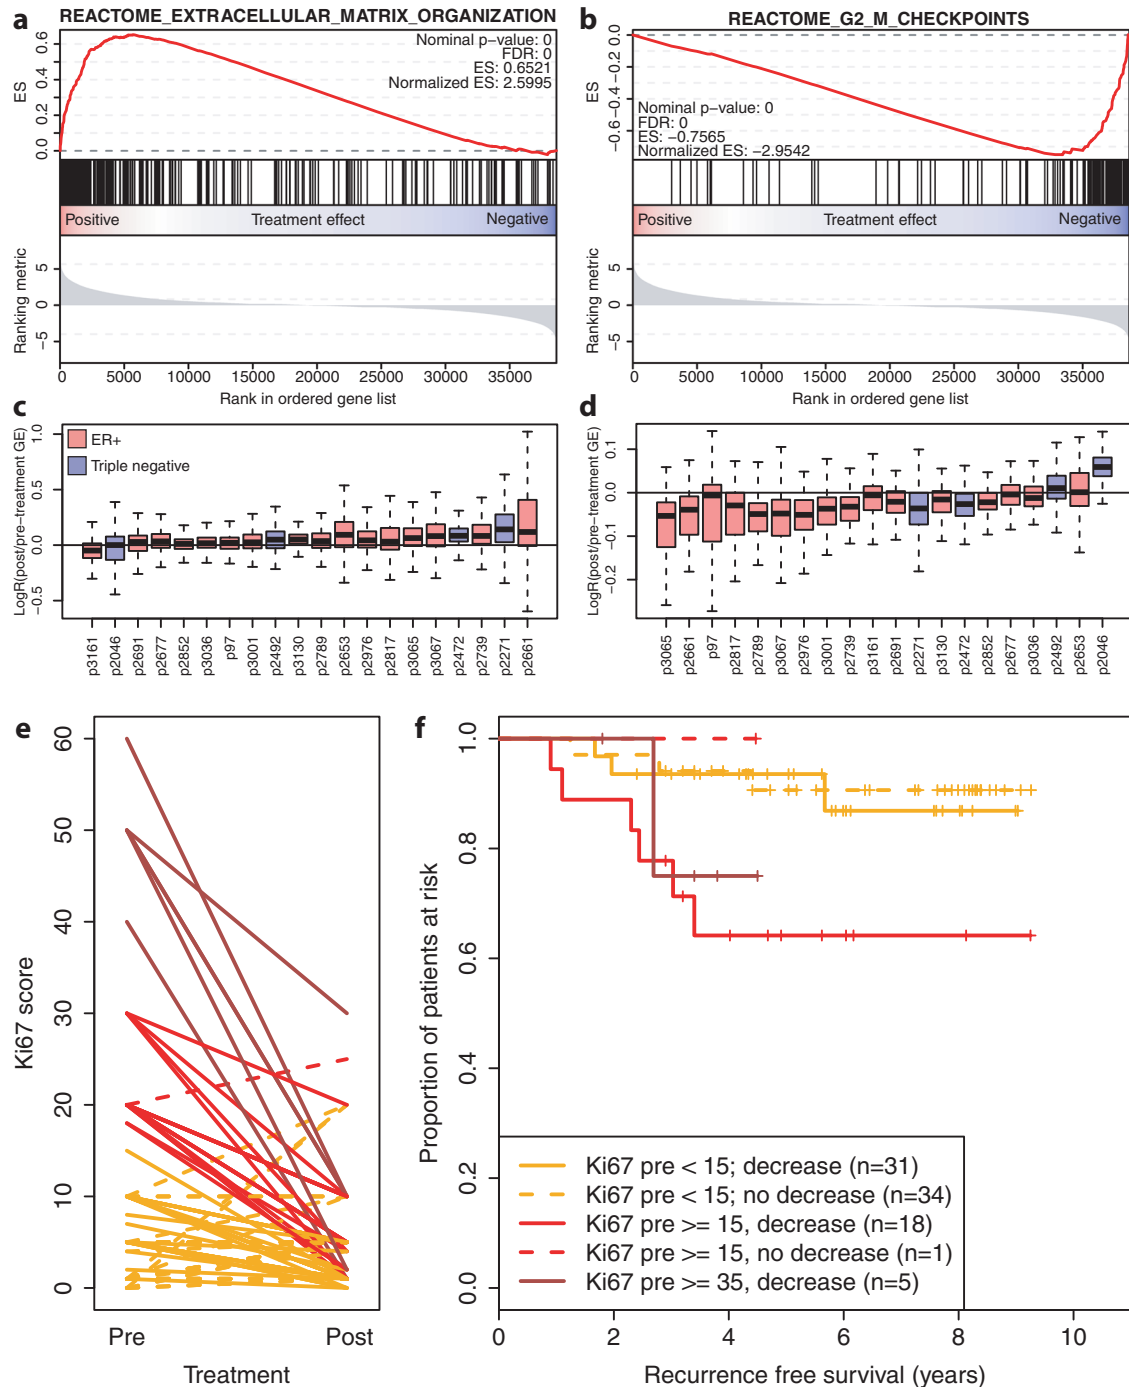 a
REACTOME_EXTRACELLULAR_MATRIX_ORGANIZATION
Nominal p-value: 0
FDR: 0
ES: 0.6521
Normalized ES: 2.5995
ES
0.6
0.4
0.2
0.0
Positive
Treatment effect
Negative
Ranking metric
5
0
−5
0 5000 10000 15000 20000 25000 30000 35000
Rank in ordered gene list
b
REACTOME_G2_M_CHECKPOINTS
Nominal p-value: 0
FDR: 0
ES: −0.7565
Normalized ES: −2.9542
ES
0.0
−0.2
−0.4
−0.6
Positive
Treatment effect
Negative
Ranking metric
5
0
−5
0 5000 10000 15000 20000 25000 30000 35000
Rank in ordered gene list
c
LogR(post/pre−treatment GE)
1.0
0.5
0.0
−0.5
ER+
Triple negative
p3161
p2046
p2691
p2677
p2852
p3036
p97
p3001
p2492
p3130
p2789
p2653
p2976
p2817
p3065
p3067
p2472
p2739
p2271
p2661
d
LogR(post/pre−treatment GE)
0.1
0.0
−0.1
−0.2
p3065
p2661
p97
p2817
p2789
p3067
p2976
p3001
p2739
p3161
p2691
p2271
p3130
p2472
p2852
p2677
p3036
p2492
p2653
p2046
e
Ki67 score
60
50
40
30
20
10
0
Pre
Post
Treatment
f
Proportion of patients at risk
1.0
0.8
0.6
0.4
0.2
0.0
Ki67 pre < 15; decrease (n=31)
Ki67 pre < 15; no decrease (n=34)
Ki67 pre >= 15, decrease (n=18)
Ki67 pre >= 15, no decrease (n=1)
Ki67 pre >= 35, decrease (n=5)
0 2 4 6 8 10
Recurrence free survival (years)